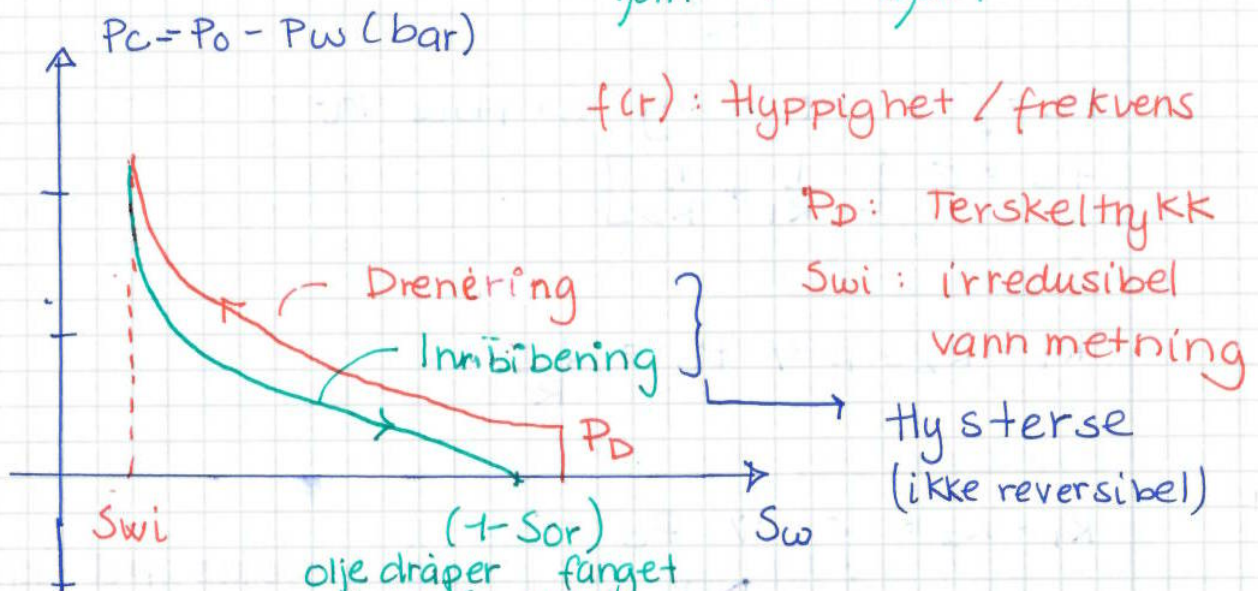 Pc = Po - Pw (bar)
f(r) : Hyppighet / frekvens
PD : Terskeltrykk
Swi : irredusibel
vann metning
Drenering
Innbibering
Hysterse
(ikke reversibel)
PD
Swi
(1-Sor)
Sw
olje dråper fanget